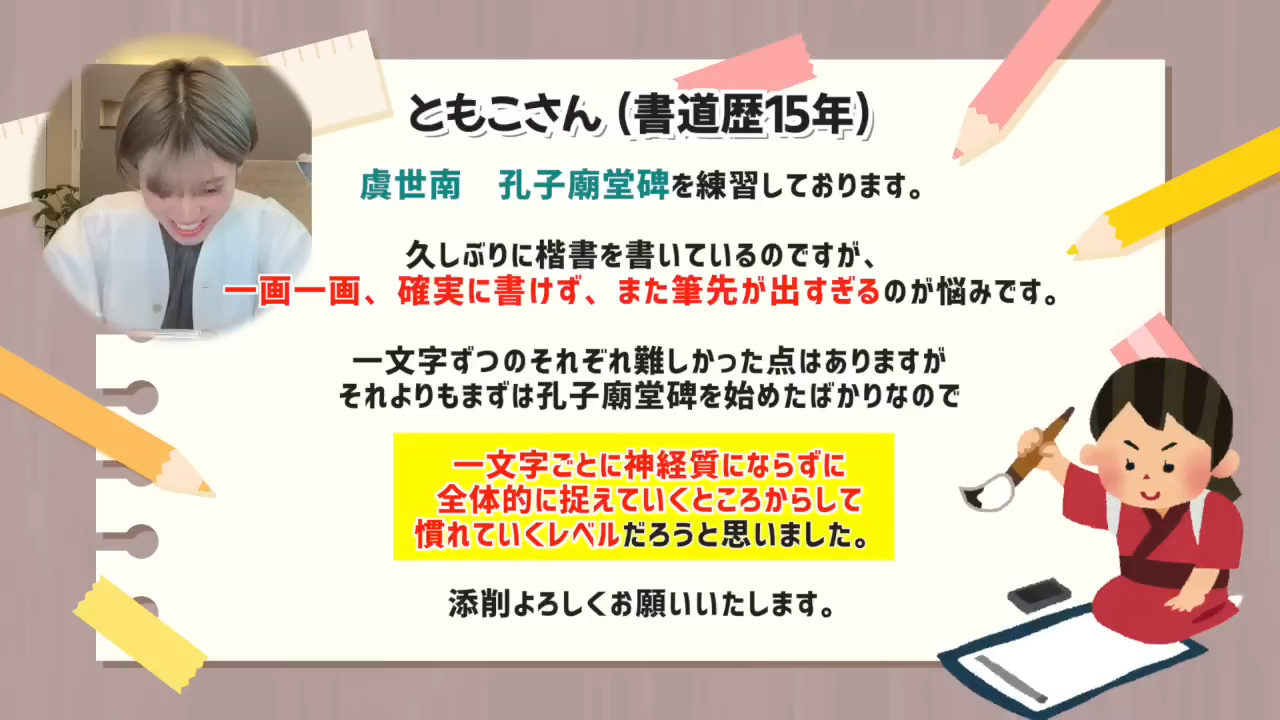 ともこさん（書道歴15年）
虞世南　孔子廟堂碑を練習しております。
久しぶりに楷書を書いているのですが、
一画一画、確実に書けず、また筆先が出すぎるのが悩みです。
一文字ずつのそれぞれ難しかった点はありますが
それよりもまずは孔子廟堂碑を始めたばかりなので
一文字ごとに神経質にならずに
全体的に捉えていくところからして
慣れていくレベルだろうと思いました。
添削よろしくお願いいたします。